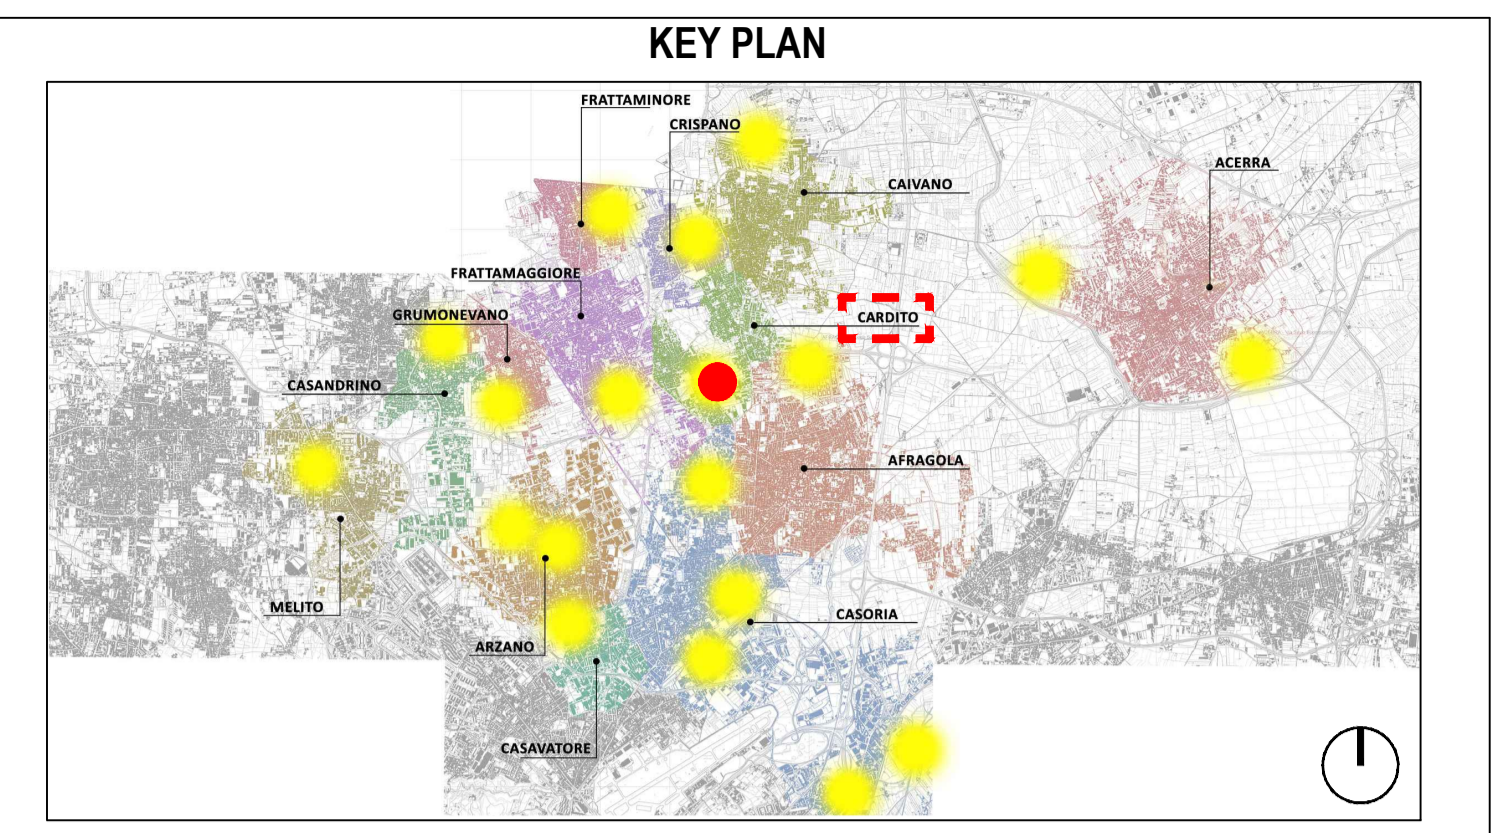 KEY PLAN
FRATTAMINORE
CRISPANO
ACERRA
CAIVANO
FRATTAMAGGIORE
GRUMONEVANO
CARDITO
CASANDRINO
AFRAGOLA
MELITO
CASORIA
ARZANO
CASAVATORE